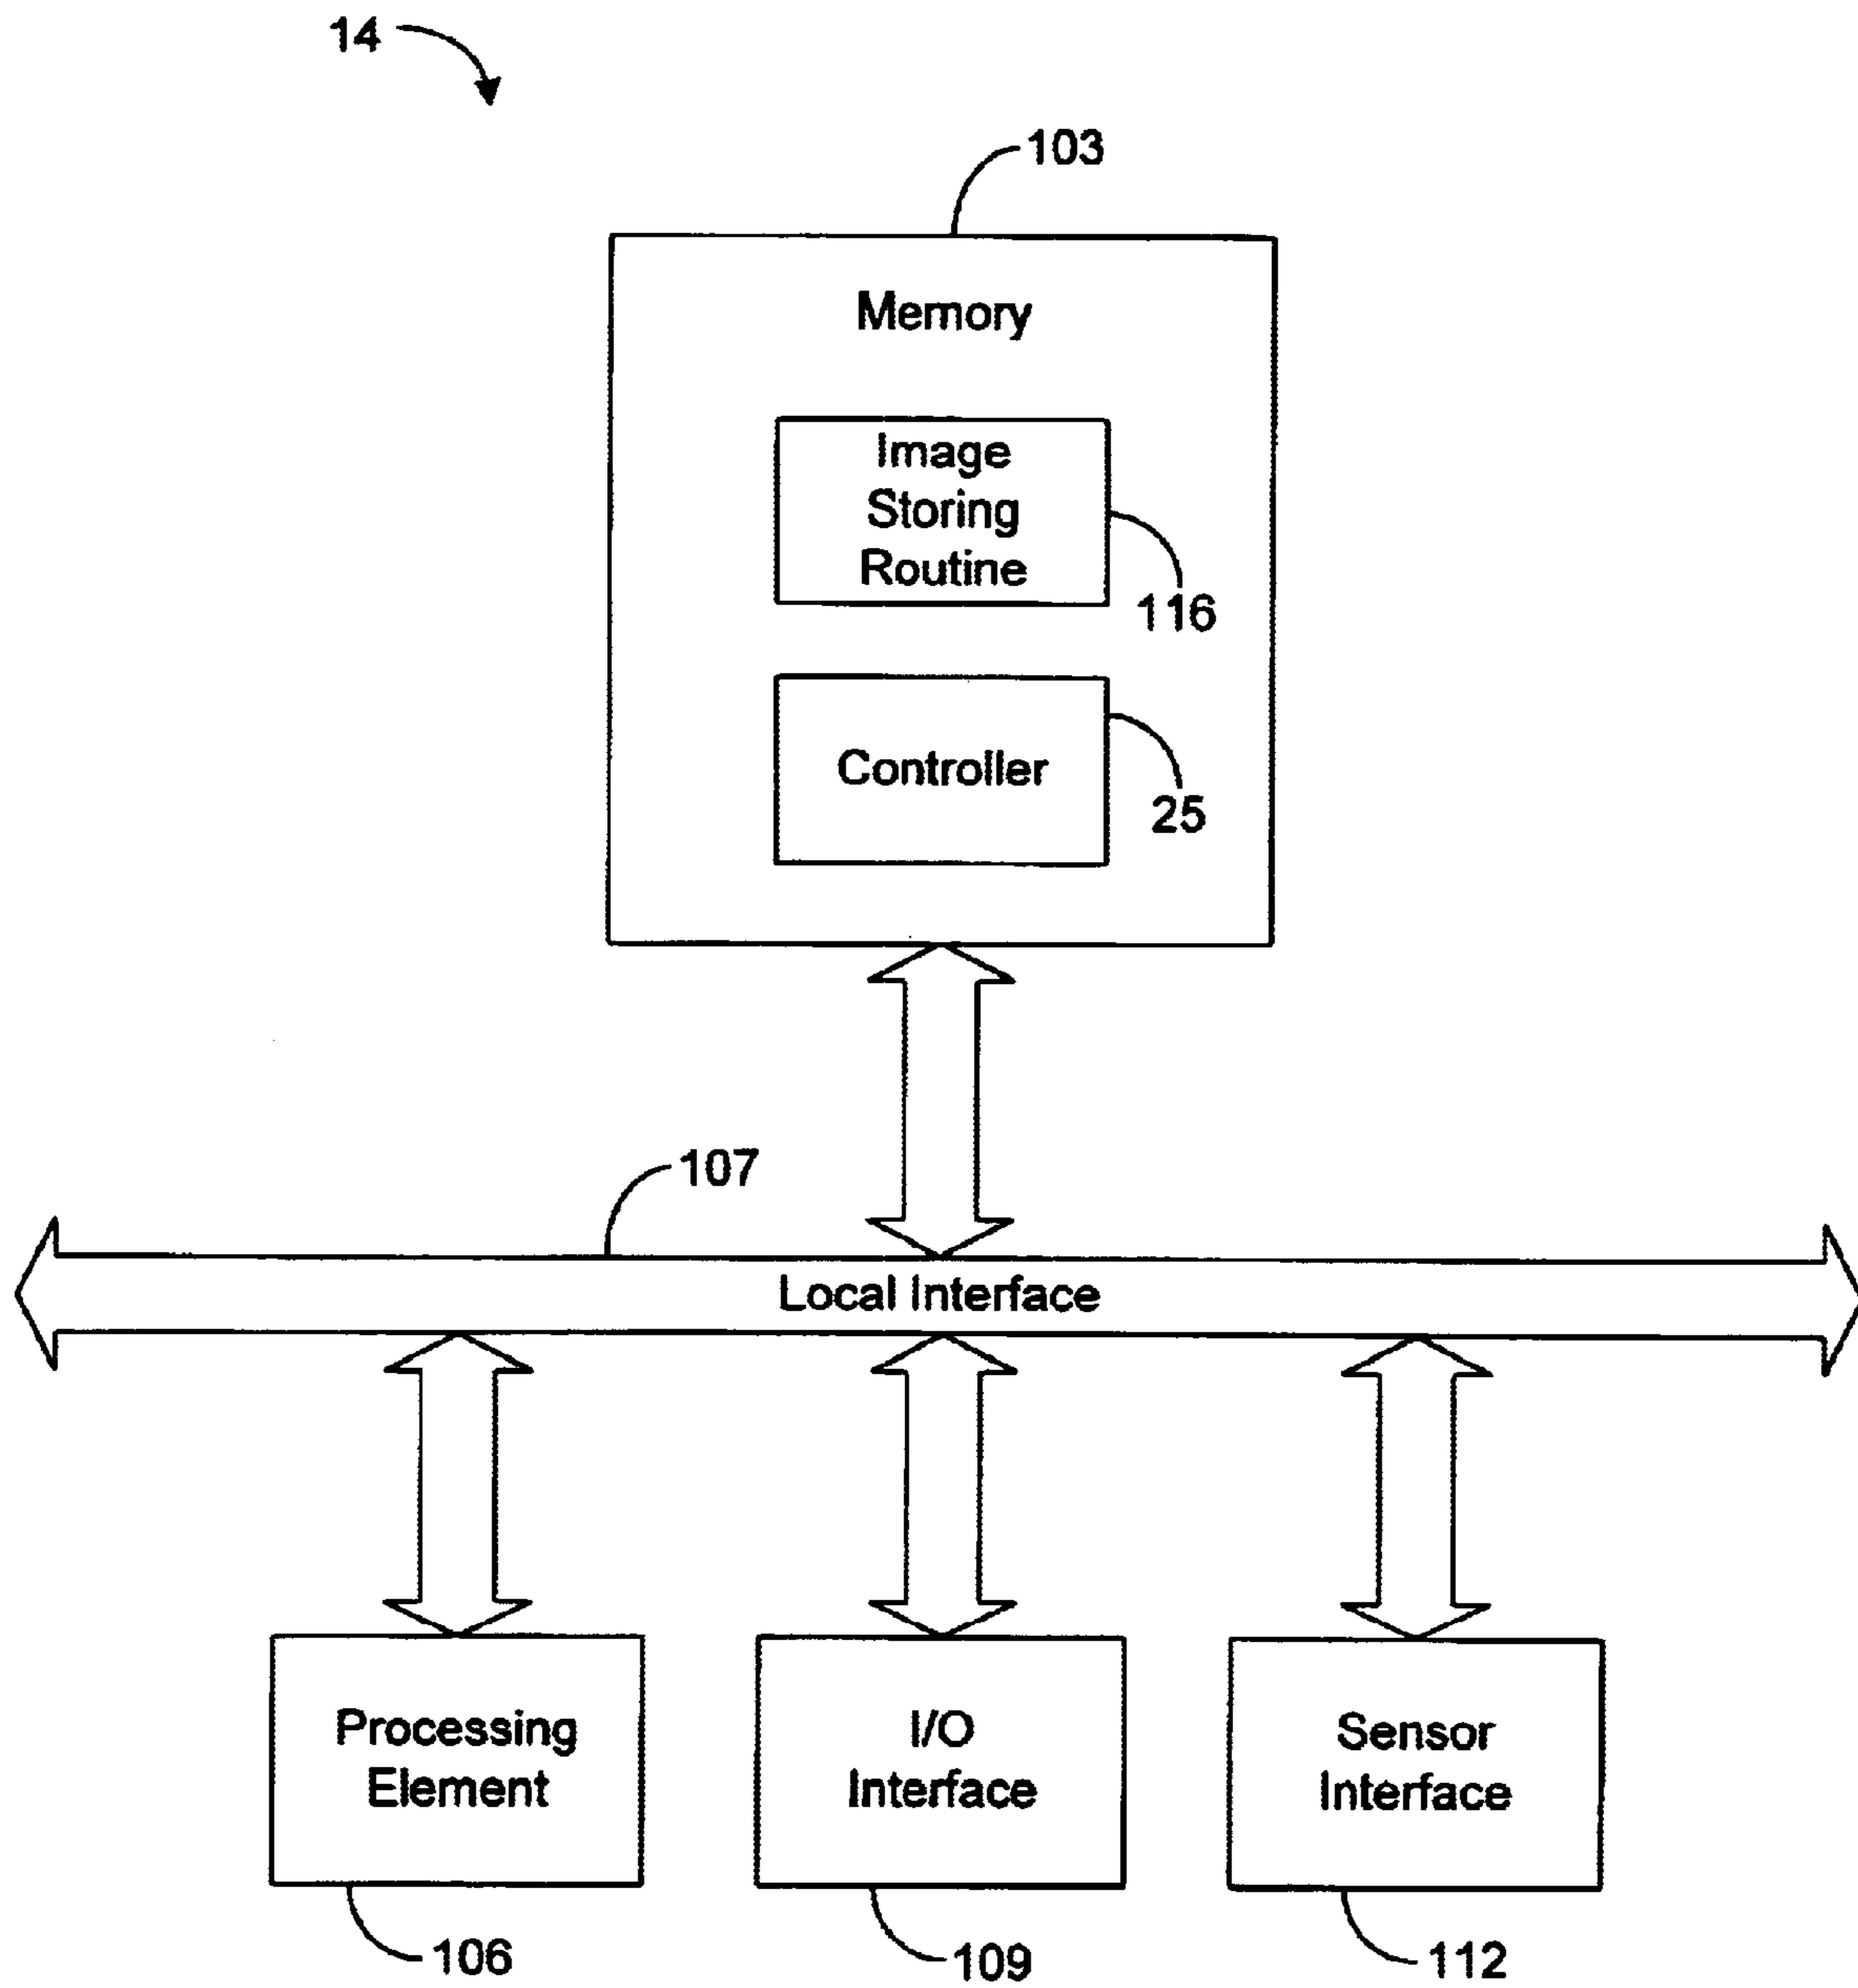 14
103
Memory
Image
Storing
Routine
116
Controller
25
107
Local Interface
Processing
Element
I/O
Interface
Sensor
Interface
106
109
112